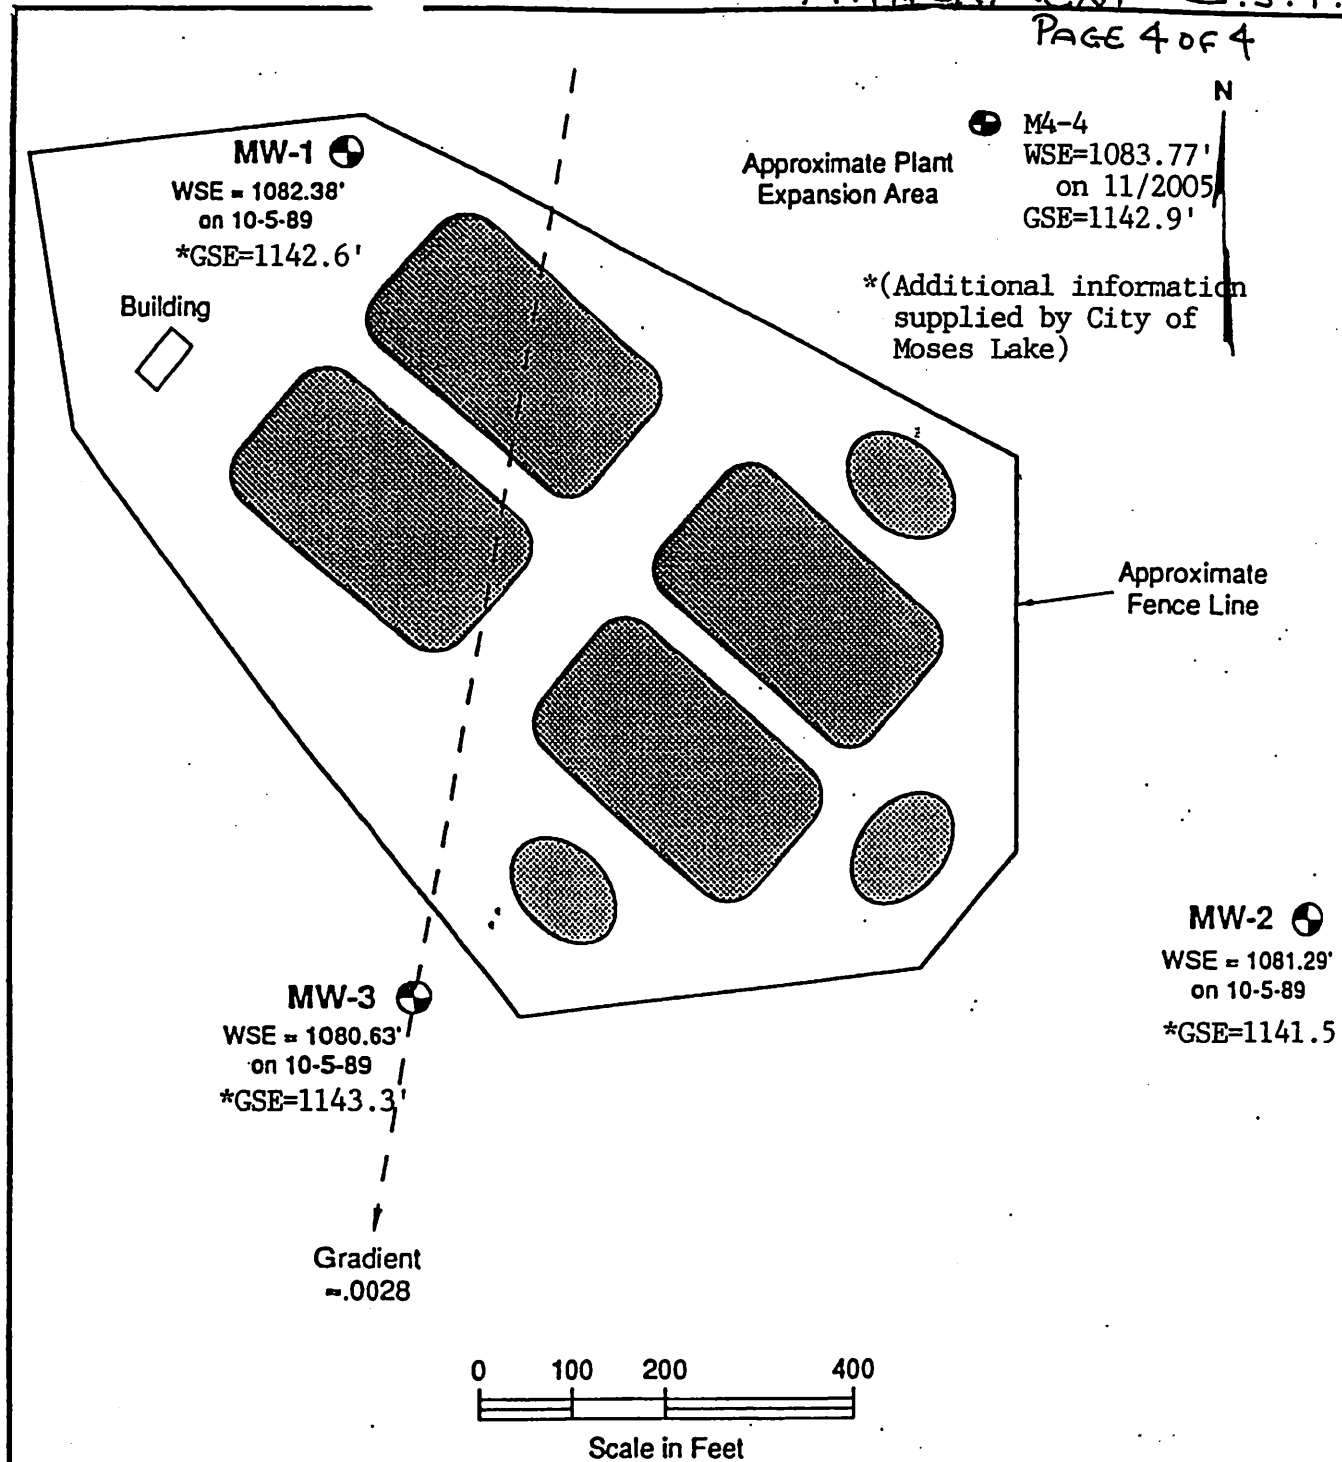 PAGE 4 OF 4
N
MW-1
WSE = 1082.38'
on 10-5-89
*GSE=1142.6'
Building
Approximate Plant
Expansion Area
M4-4
WSE=1083.77'
on 11/2005
GSE=1142.9'
*(Additional information
supplied by City of
Moses Lake)
Approximate
Fence Line
MW-2
WSE = 1081.29'
on 10-5-89
*GSE=1141.5
MW-3
WSE = 1080.63'
on 10-5-89
*GSE=1143.3'
Gradient
≈.0028
0 100 200 400
Scale in Feet